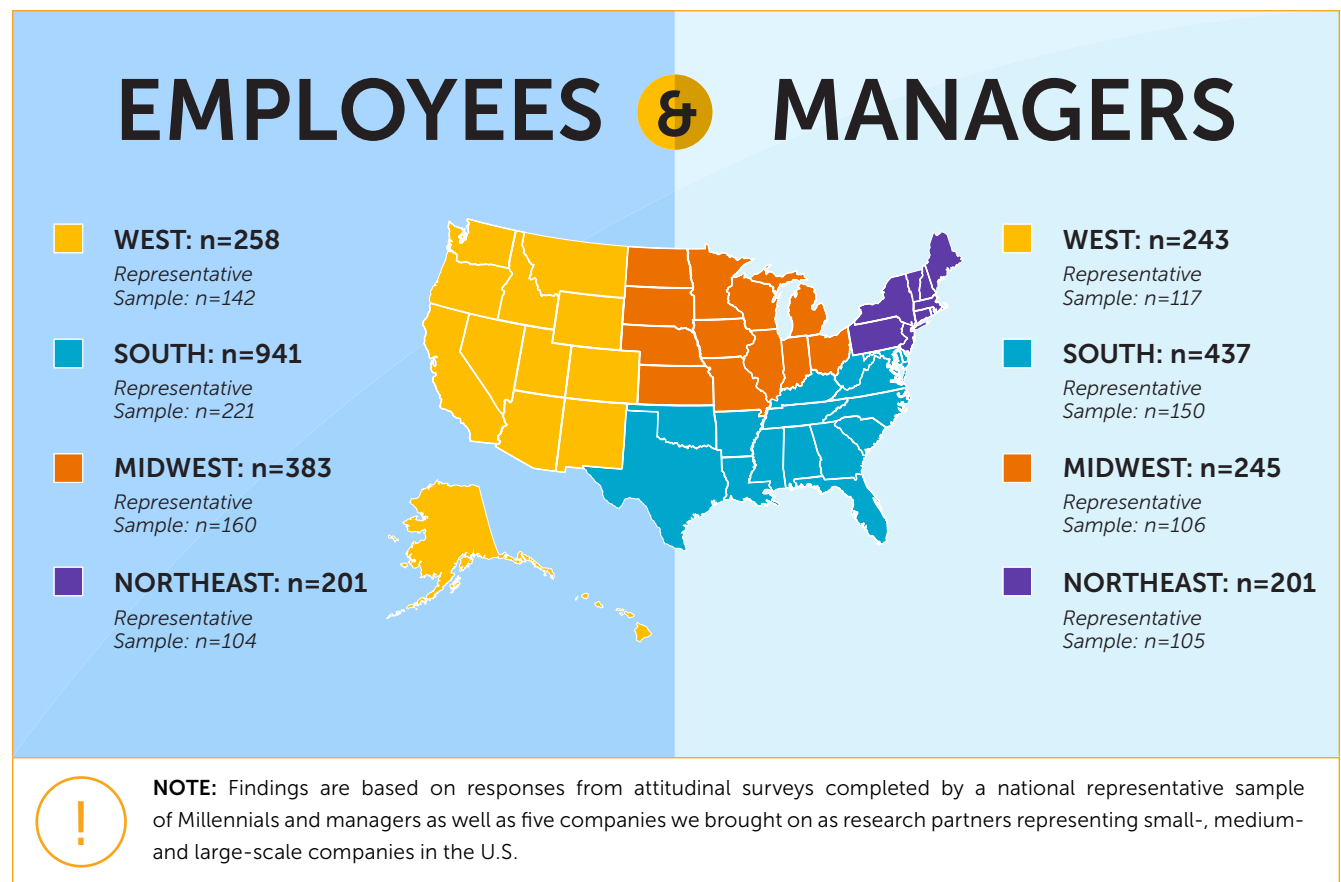 EMPLOYEES & MANAGERS
WEST: n=258
Representative
Sample: n=142
SOUTH: n=941
Representative
Sample: n=221
MIDWEST: n=383
Representative
Sample: n=160
NORTHEAST: n=201
Representative
Sample: n=104
WEST: n=243
Representative
Sample: n=117
SOUTH: n=437
Representative
Sample: n=150
MIDWEST: n=245
Representative
Sample: n=106
NORTHEAST: n=201
Representative
Sample: n=105
!
NOTE: Findings are based on responses from attitudinal surveys completed by a national representative sample
of Millennials and managers as well as five companies we brought on as research partners representing small-, medium-
and large-scale companies in the U.S.